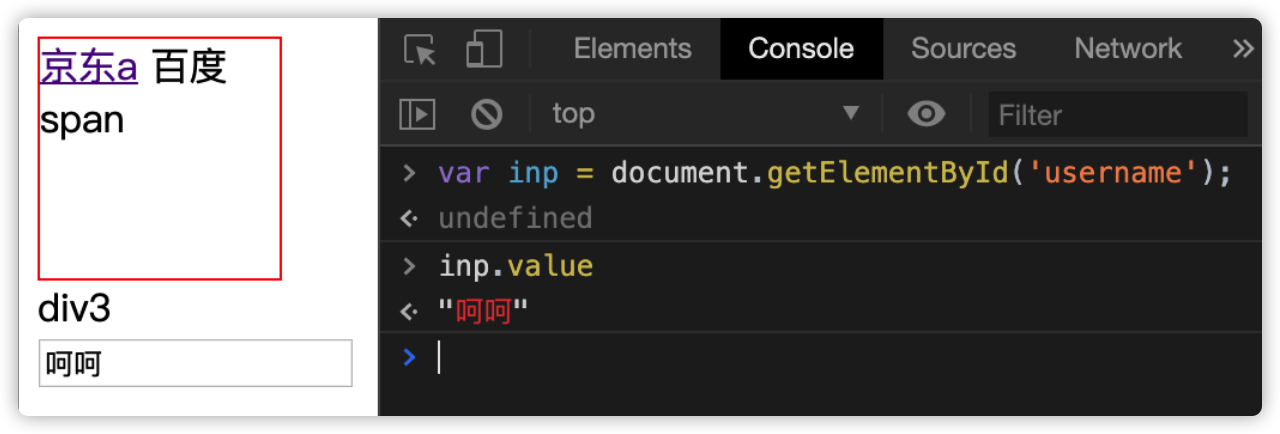 京东a 百度
span
div3
呵呵
Elements Console Sources Network »
top ▼ Filter
> var inp = document.getElementById('username');
<· undefined
> inp.value
<· "呵呵"
>